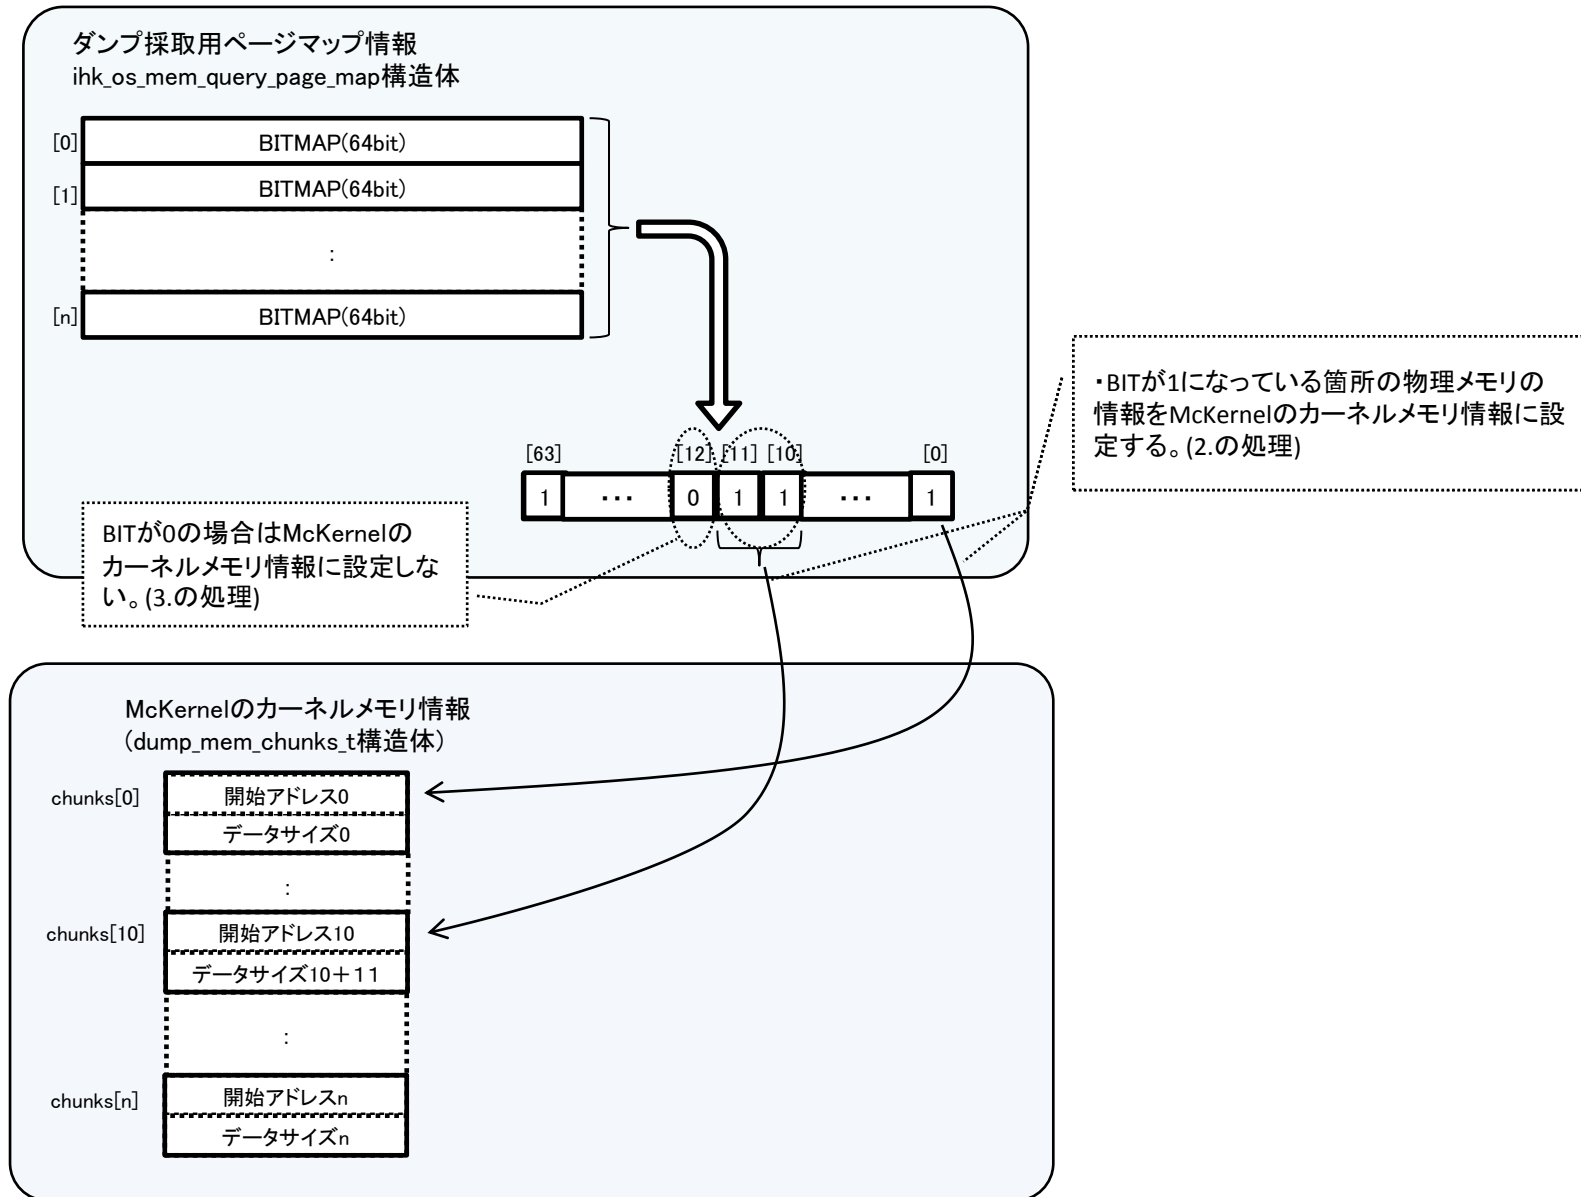 ダンプ採取用ページマップ情報
ihk_os_mem_query_page_map構造体
[0]
BITMAP(64bit)
[1]
BITMAP(64bit)
:
[n]
BITMAP(64bit)
・BITが1になっている箇所の物理メモリの
情報をMcKernelのカーネルメモリ情報に設
定する。(2.の処理)
[63] [12] [11] [10] [0]
1 ・・・ 0 1 1 ・・・ 1
BITが0の場合はMcKernelの
カーネルメモリ情報に設定しな
い。(3.の処理)
McKernelのカーネルメモリ情報
(dump_mem_chunks_t構造体)
chunks[0]
開始アドレス0
データサイズ0
:
chunks[10]
開始アドレス10
データサイズ10+11
:
chunks[n]
開始アドレスn
データサイズn